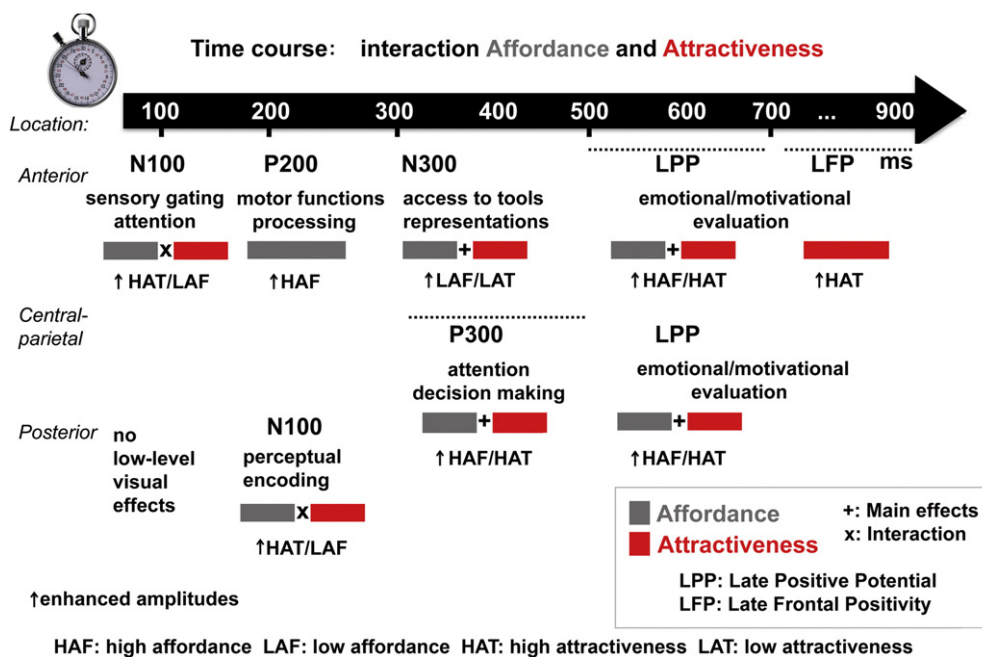 Time course: interaction Affordance and Attractiveness
Location:
100 200 300 400 500 600 700 ... 900
ms
Anterior
N100 P200 N300 LPP LFP
sensory gating motor functions access to tools emotional/motivational
attention processing representations evaluation
x + +
↑HAT/LAF ↑HAF ↑LAF/LAT ↑HAF/HAT ↑HAT
Central-
parietal
P300 LPP
attention emotional/motivational
decision making evaluation
+ +
↑HAF/HAT ↑HAF/HAT
Posterior
no
low-level
visual
effects
N100
perceptual
encoding
x
↑HAT/LAF
Affordance +: Main effects
Attractiveness x: Interaction
LPP: Late Positive Potential
LFP: Late Frontal Positivity
↑enhanced amplitudes
HAF: high affordance LAF: low affordance HAT: high attractiveness LAT: low attractiveness